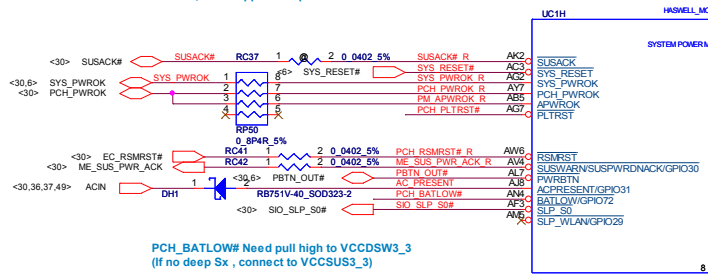 UC1H
HASWELL_MC
SYSTEM POWER M
<30> SUSACK# SUSACK# RC37 1 @ 2 0_0402_5% SUSACK#_R AK2 SUSACK
<6> SYS_RESET# SYS_RESET# AC3 SYS_RESET
<30,6> SYS_PWROK SYS_PWROK 1 8 SYS_PWROK_R AG2 SYS_PWROK
<30> PCH_PWROK 2 7 PCH_PWROK_R AY7 PCH_PWROK
3 6 PM_APWROK_R AB5 APWROK
4 5 PCH_PLTRST# AG7 PLTRST
RP50
0_8P4R_5%
<30> EC_RSMRST# RC41 1 2 0_0402_5% PCH_RSMRST#_R AW6 RSMRST
<30> ME_SUS_PWR_ACK RC42 1 2 0_0402_5% ME_SUS_PWR_ACK_R AV4 SUSWARN/SUSPWRDNACK/GPIO30
<30,6> PBTN_OUT# PBTN_OUT# AL7 PWRBTN
<30,36,37,49> ACIN 1 2 AC_PRESENT AJ8 ACPRESENT/GPIO31
DH1 RB751V-40_SOD323-2 PCH_BATLOW# AN4 BATLOW/GPIO72
<30> SIO_SLP_S0# SIO_SLP_S0# AF3 SLP_S0
AM5 SLP_WLAN/GPIO29
PCH_BATLOW# Need pull high to VCCDSW3_3
(If no deep Sx , connect to VCCSUS3_3)
8